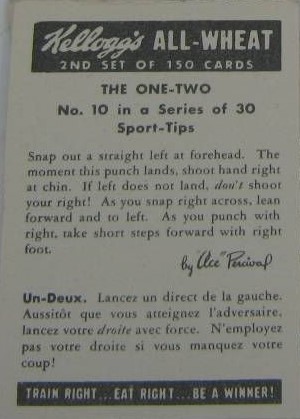 Kellogg's ALL-WHEAT
2ND SET OF 150 CARDS
THE ONE-TWO
No. 10 in a Series of 30
Sport-Tips
Snap out a straight left at forehead. The
moment this punch lands, shoot hand right
at chin. If left does not land, don't shoot
your right! As you snap right across, lean
forward and to left. As you punch with
right, take short steps forward with right
foot.
by "Ace" Percival
Un-Deux. Lancez un direct de la gauche.
Aussitôt que vous atteignez l'adversaire,
lancez votre droite avec force. N'employez
pas votre droite si vous manquez votre
coup!
TRAIN RIGHT...EAT RIGHT...BE A WINNER!